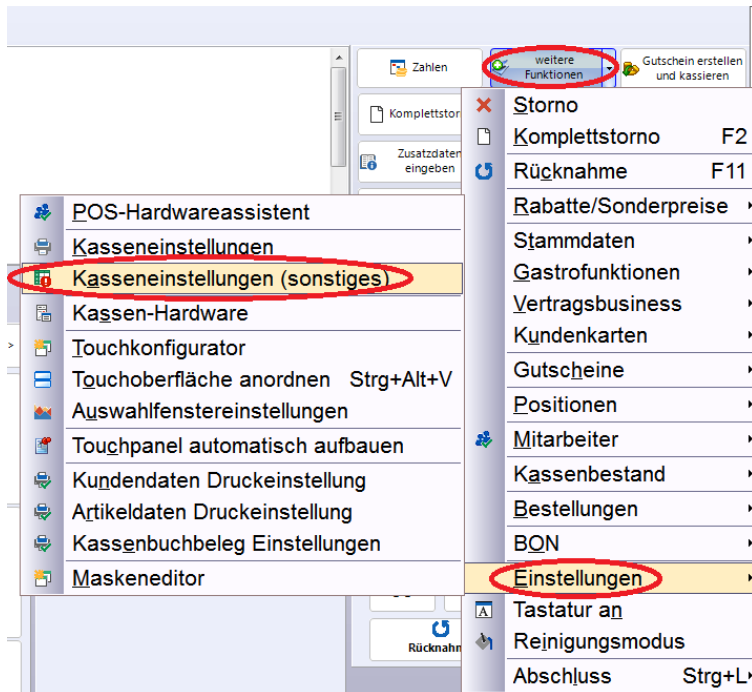 Zahlen
weitere
Funktionen
Gutschein erstellen
und kassieren
Komplettstor
Zusatzdaten
eingeben
Storno
Komplettstorno F2
Rücknahme F11
Rabatte/Sonderpreise
Stammdaten
Gastrofunktionen
Vertragsbusiness
Kundenkarten
Gutscheine
Positionen
Mitarbeiter
Kassenbestand
Bestellungen
BON
Einstellungen
Tastatur an
Reinigungsmodus
Abschluss Strg+L
POS-Hardwareassistent
Kasseneinstellungen
Kasseneinstellungen (sonstiges)
Kassen-Hardware
Touchkonfigurator
Touchoberfläche anordnen Strg+Alt+V
Auswahlfenstereinstellungen
Touchpanel automatisch aufbauen
Kundendaten Druckeinstellung
Artikeldaten Druckeinstellung
Kassenbuchbeleg Einstellungen
Maskeneditor
Rücknahm